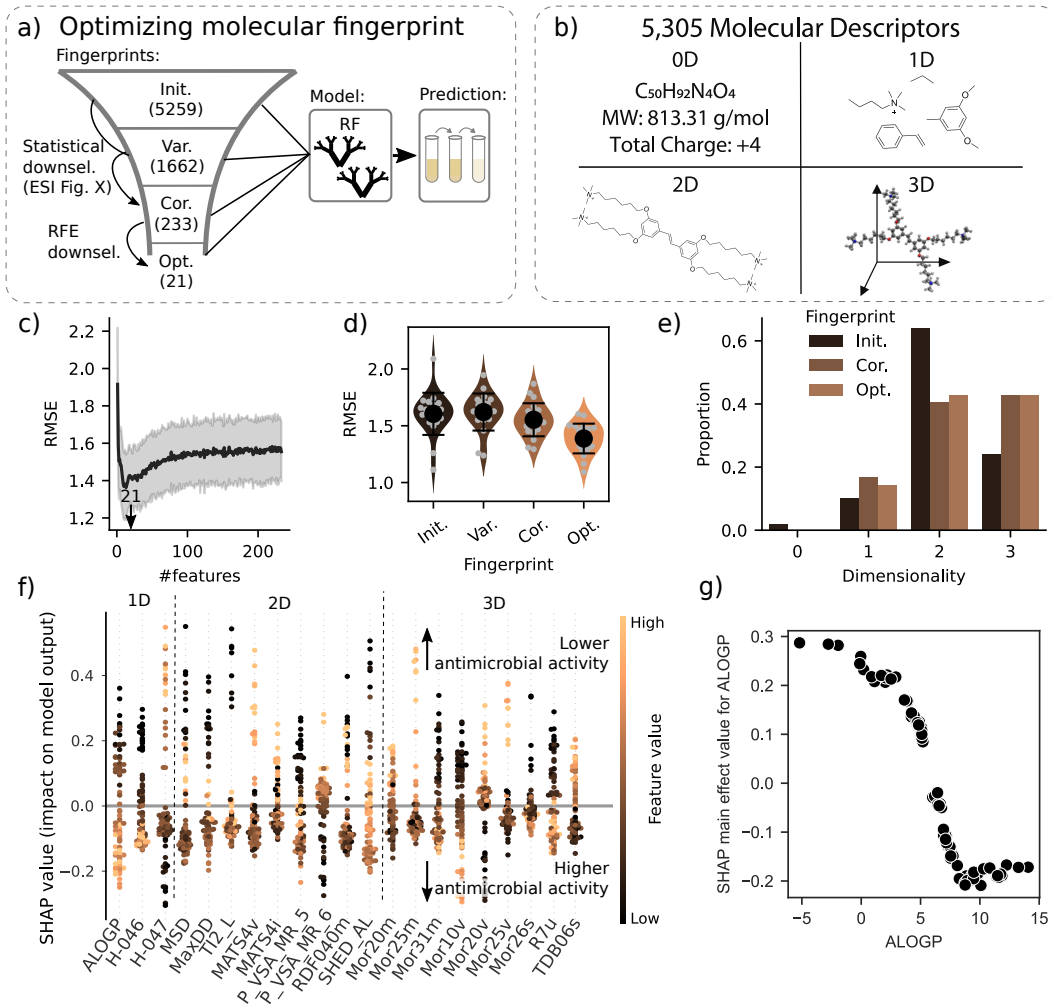 a) Optimizing molecular fingerprint
Fingerprints:
Init.
(5259)
Var.
(1662)
Cor.
(233)
Opt.
(21)
Statistical
downsel.
(ESI Fig. X)
RFE
downsel.
Model:
RF
Prediction:
b) 5,305 Molecular Descriptors
0D
C₅₀H₉₂N₄O₄
MW: 813.31 g/mol
Total Charge: +4
1D
N
+
O
O
2D
N
+
N
+
O
O
O
O
N
+
N
+
3D
c)
2.2
2.0
1.8
1.6
1.4
1.2
RMSE
21
0
100
200
#features
d)
2.0
1.5
1.0
RMSE
Init.
Var.
Cor.
Opt.
Fingerprint
e)
Fingerprint
Init.
Cor.
Opt.
0.6
0.4
0.2
0.0
Proportion
0
1
2
3
Dimensionality
f)
1D
2D
3D
SHAP value (impact on model output)
0.4
0.2
0.0
−0.2
Lower
antimicrobial activity
Higher
antimicrobial activity
High
Low
Feature value
ALOGP
H-046
H-047
MSD
MaxDD
TI2_L
MATS4v
MATS4i
P_VSA_MR_5
P_VSA_MR_6
RDF040m
SHED_AL
Mor20m
Mor25m
Mor31m
Mor10v
Mor20v
Mor25v
Mor26s
R7u
TDB06s
g)
SHAP main effect value for ALOGP
0.3
0.2
0.1
0.0
−0.1
−0.2
−5
0
5
10
15
ALOGP